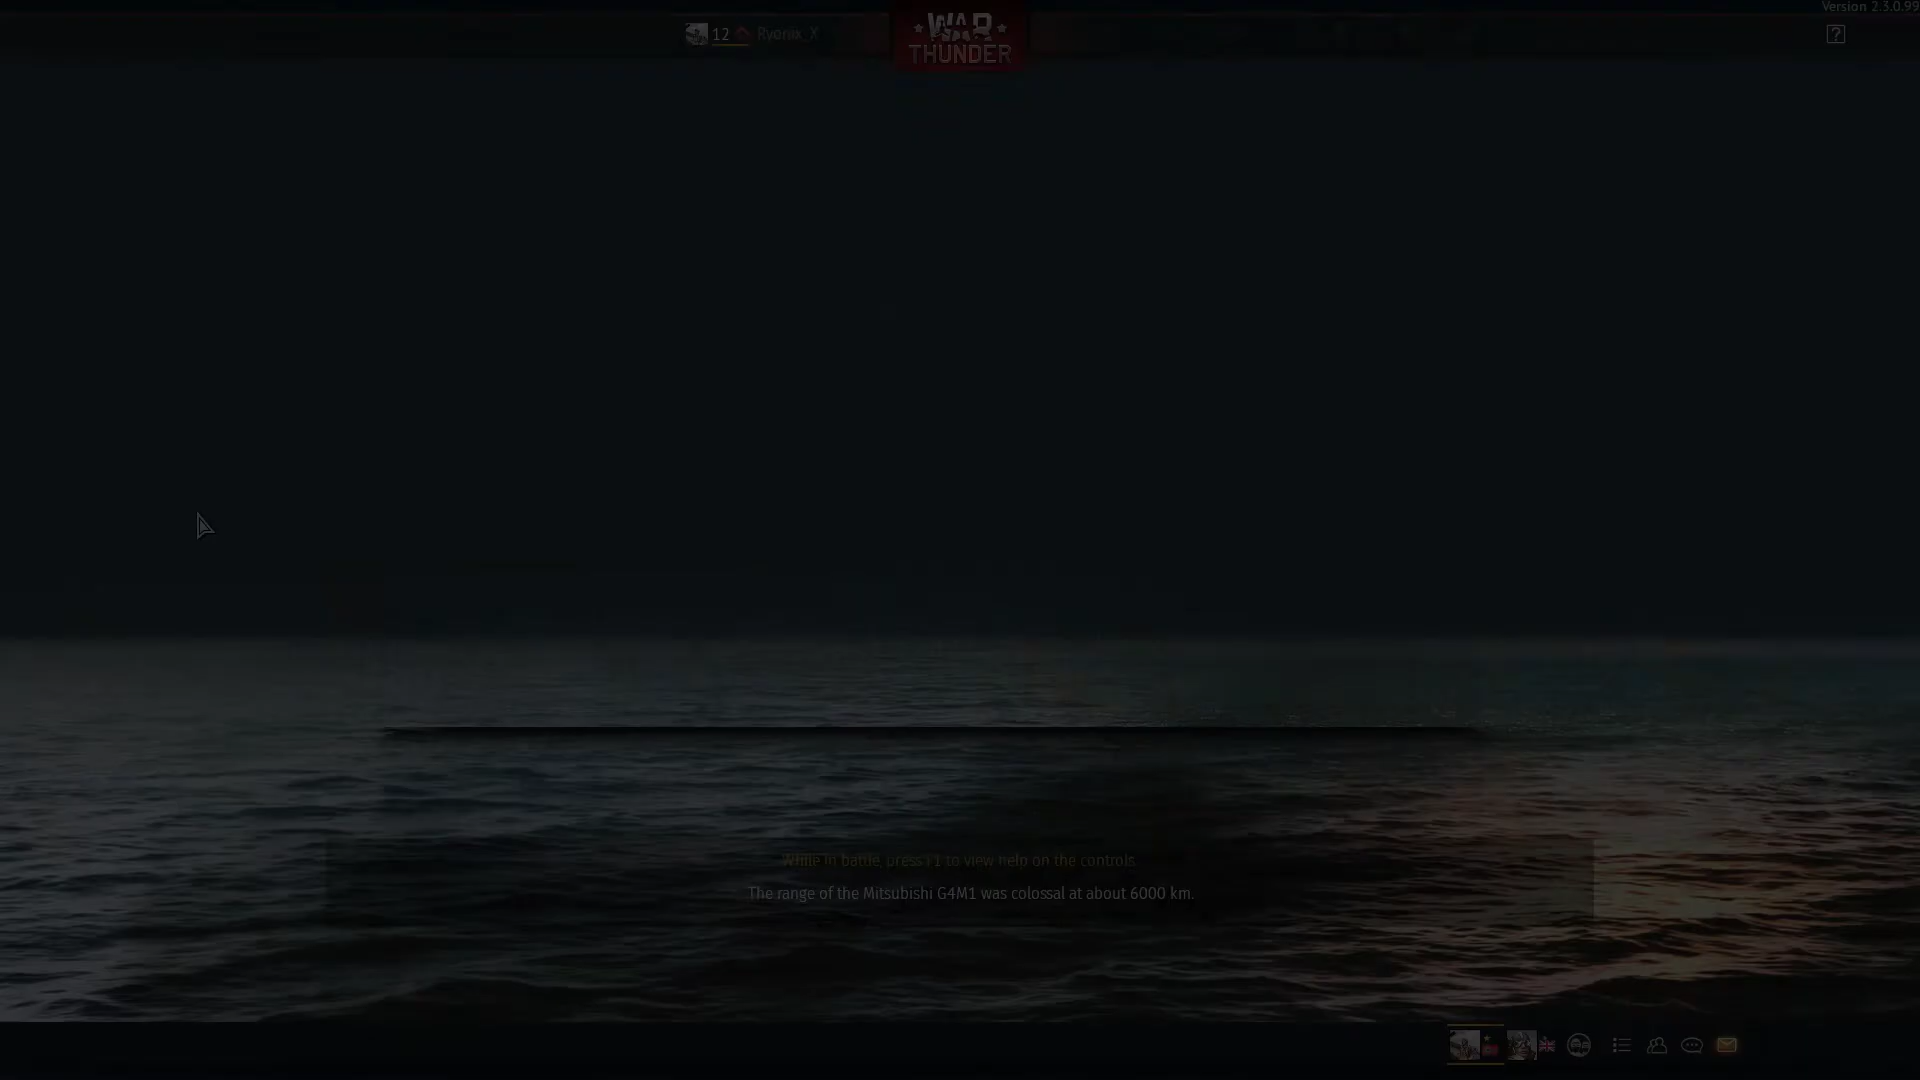 Version 2.3.0.99
12 Ryonix_X
WAR
THUNDER
While in battle, press F1 to view help on the controls.
The range of the Mitsubishi G4M1 was colossal at about 6000 km.